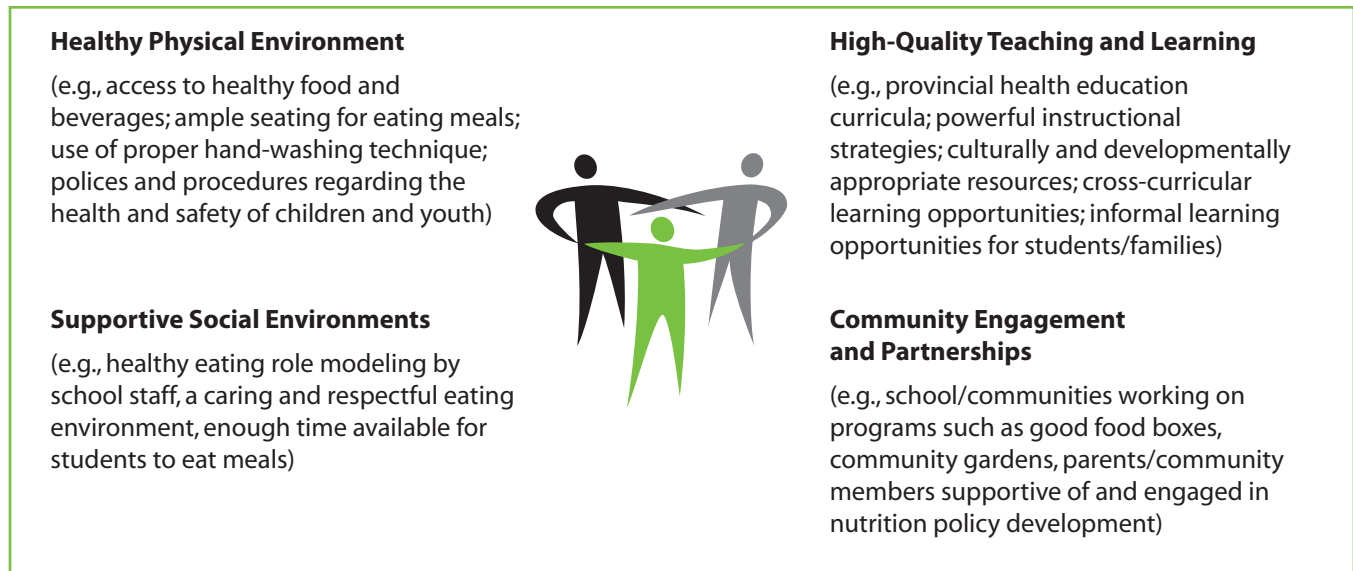 Healthy Physical Environment
(e.g., access to healthy food and
beverages; ample seating for eating meals;
use of proper hand-washing technique;
polices and procedures regarding the
health and safety of children and youth)
Supportive Social Environments
(e.g., healthy eating role modeling by
school staff, a caring and respectful eating
environment, enough time available for
students to eat meals)
High-Quality Teaching and Learning
(e.g., provincial health education
curricula; powerful instructional
strategies; culturally and developmentally
appropriate resources; cross-curricular
learning opportunities; informal learning
opportunities for students/families)
Community Engagement
and Partnerships
(e.g., school/communities working on
programs such as good food boxes,
community gardens, parents/community
members supportive of and engaged in
nutrition policy development)